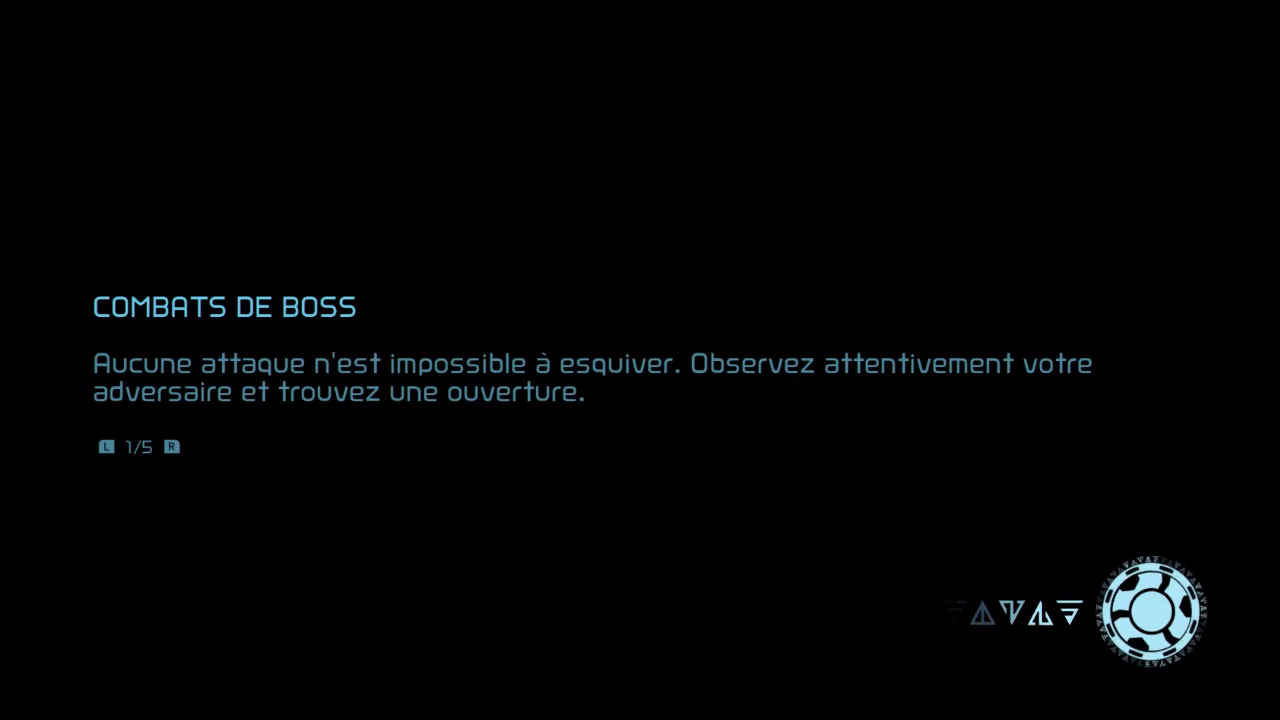 COMBATS DE BOSS
Aucune attaque n'est impossible à esquiver. Observez attentivement votre
adversaire et trouvez une ouverture.
L 1/5 R